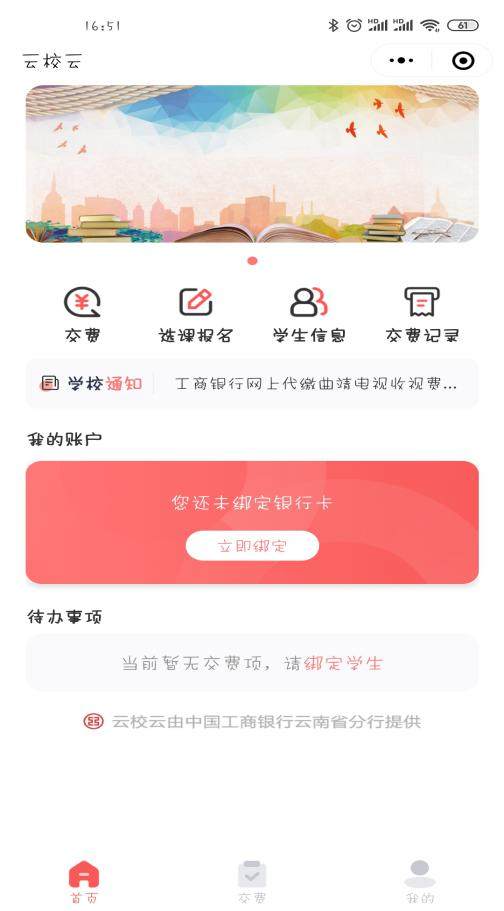 16:51
HD HD 61
云校云
交费 选课报名 学生信息 交费记录
学校通知 工商银行网上代缴曲靖电视收视费...
我的账户
您还未绑定银行卡
立即绑定
待办事项
当前暂无交费项，请绑定学生
云校云由中国工商银行云南省分行提供
首页 交费 我的